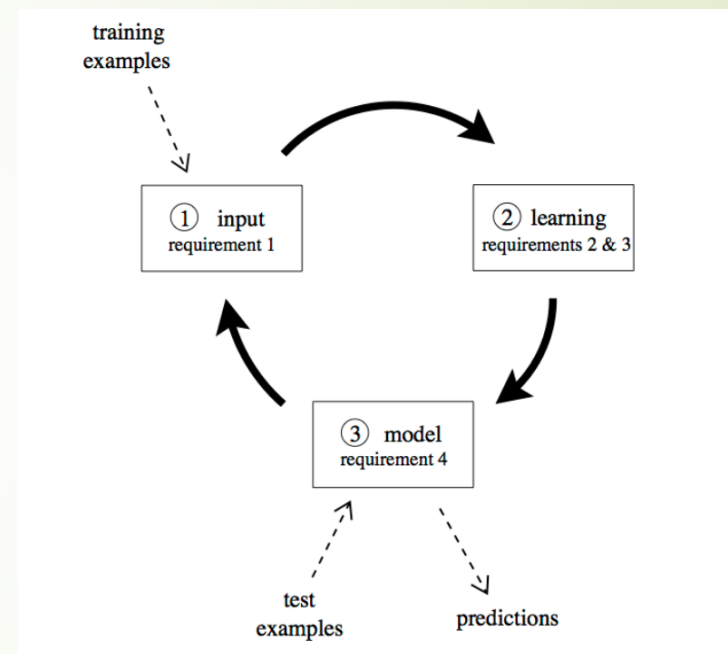 training
examples
① input
requirement 1
② learning
requirements 2 & 3
③ model
requirement 4
test
examples
predictions